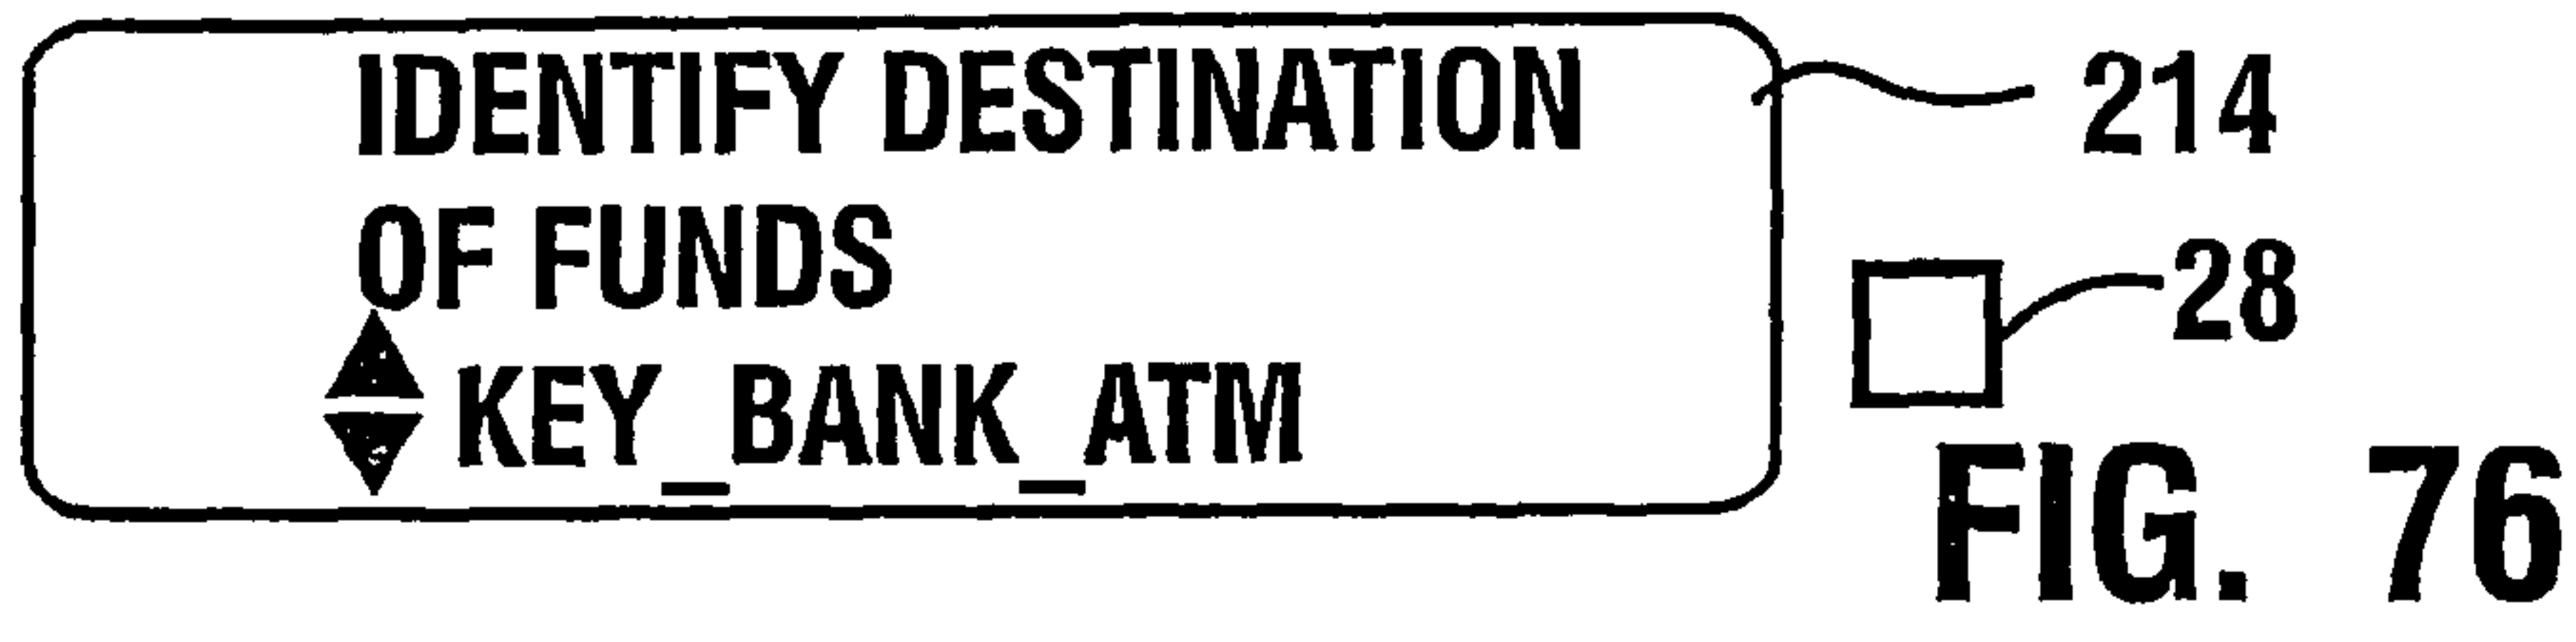 IDENTIFY DESTINATION
OF FUNDS
KEY_BANK_ATM
214
28
FIG. 76